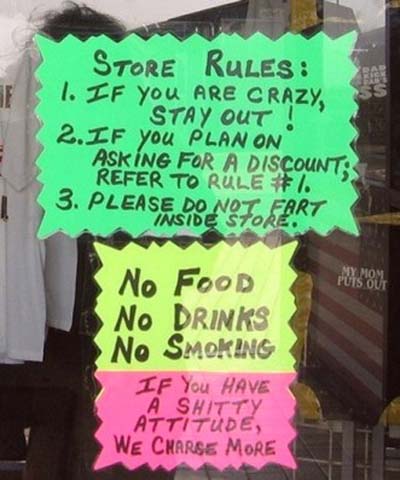 STORE RULES:
1. IF YOU ARE CRAZY,
STAY OUT !
2. IF YOU PLAN ON
ASKING FOR A DISCOUNT;
REFER TO RULE #1.
3. PLEASE DO NOT FART
INSIDE STORE.
NO FOOD
NO DRINKS
NO SMOKING
IF YOU HAVE
A SHITTY
ATTITUDE,
WE CHARGE MORE
MY MOM
PUTS OUT